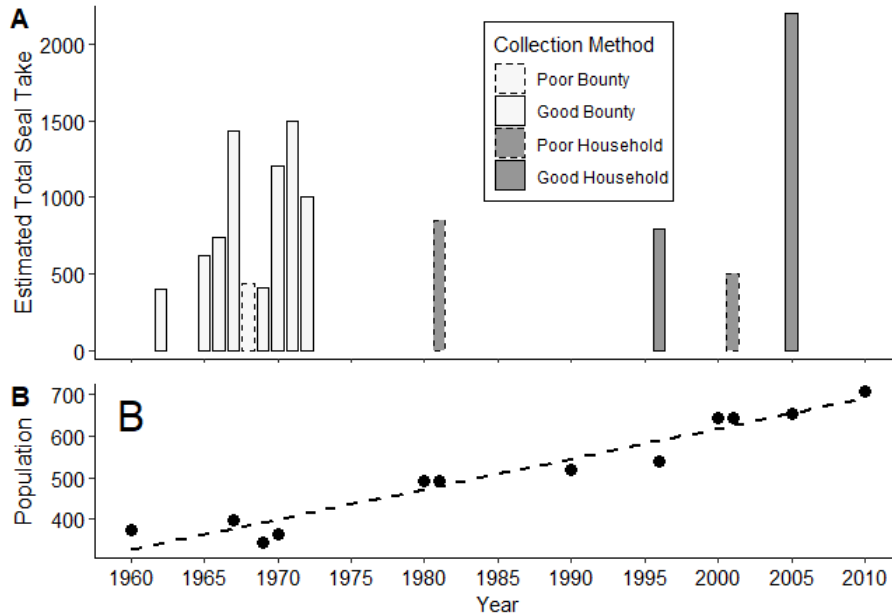 A
Estimated Total Seal Take
2000
1500
1000
500
0
Collection Method
Poor Bounty
Good Bounty
Poor Household
Good Household
B
B
Population
700
600
500
400
1960 1965 1970 1975 1980 1985 1990 1995 2000 2005 2010
Year